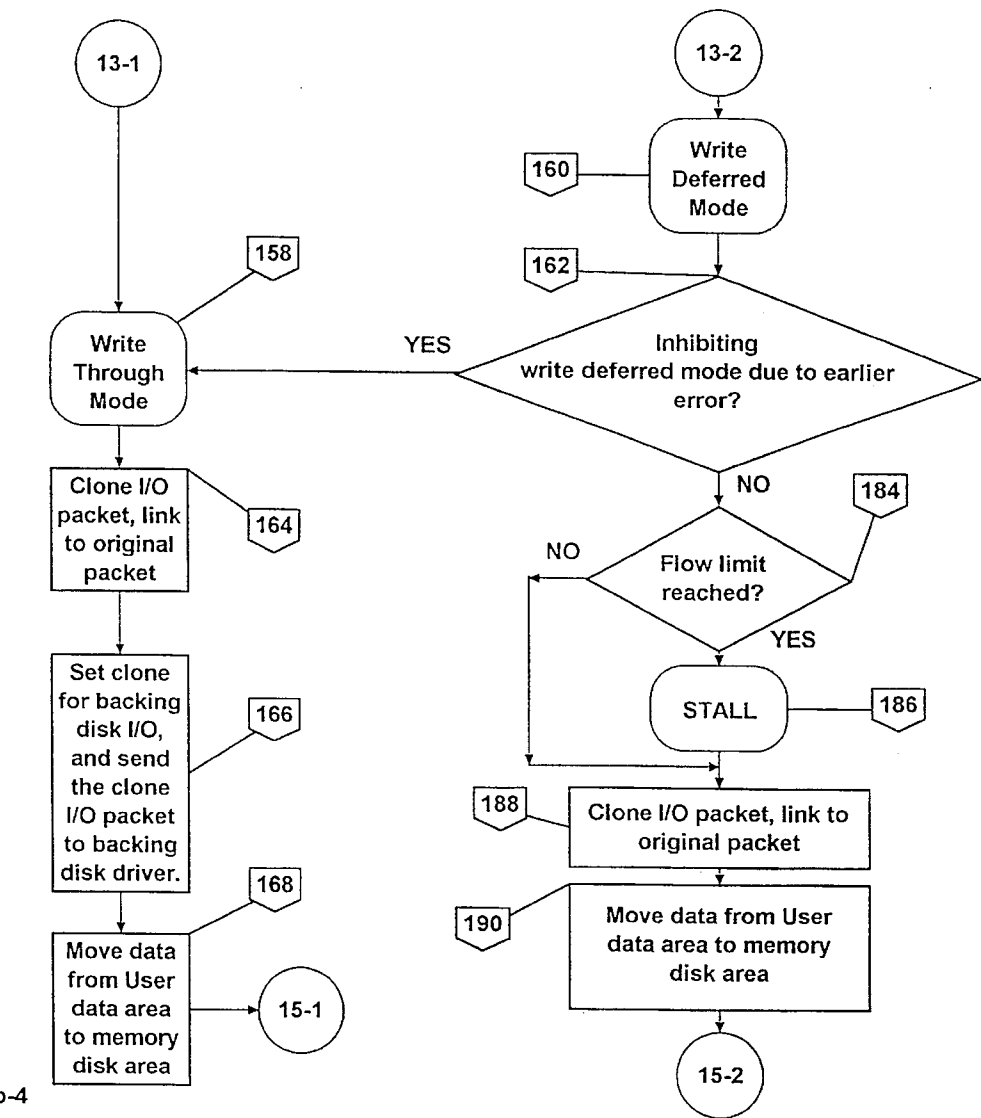 13-1
13-2
Write
Deferred
Mode
160
162
158
Write
Through
Mode
YES
Inhibiting
write deferred mode due to earlier
error?
NO
Clone I/O
packet, link
to original
packet
164
184
NO
Flow limit
reached?
YES
STALL
186
Set clone
for backing
disk I/O,
and send
the clone
I/O packet
to backing
disk driver.
166
188
Clone I/O packet, link to
original packet
168
190
Move data from User
data area to memory
disk area
Move data
from User
data area
to memory
disk area
15-1
15-2